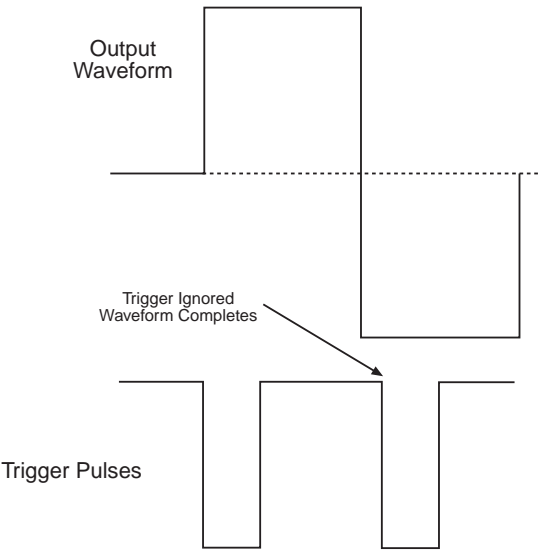 Output
Waveform
Trigger Ignored
Waveform Completes
Trigger Pulses